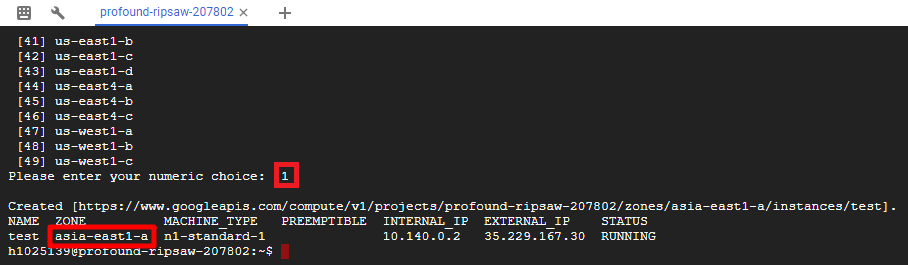 profound-ripsaw-207802 × +
[41] us-east1-b
[42] us-east1-c
[43] us-east1-d
[44] us-east4-a
[45] us-east4-b
[46] us-east4-c
[47] us-west1-a
[48] us-west1-b
[49] us-west1-c
Please enter your numeric choice: 1
Created [https://www.googleapis.com/compute/v1/projects/profound-ripsaw-207802/zones/asia-east1-a/instances/test].
NAME ZONE MACHINE_TYPE PREEMPTIBLE INTERNAL_IP EXTERNAL_IP STATUS
test asia-east1-a n1-standard-1 10.140.0.2 35.229.167.30 RUNNING
h1025139@profound-ripsaw-207802:~$